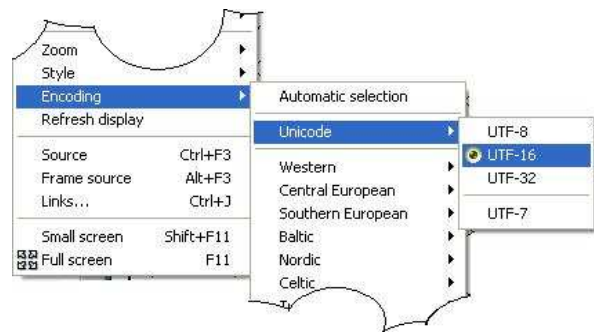 Zoom
Style
Encoding
Refresh display
Source Ctrl+F3
Frame source Alt+F3
Links... Ctrl+J
Small screen Shift+F11
Full screen F11
Automatic selection
Unicode
Western
Central European
Southern European
Baltic
Nordic
Celtic
UTF-8
UTF-16
UTF-32
UTF-7